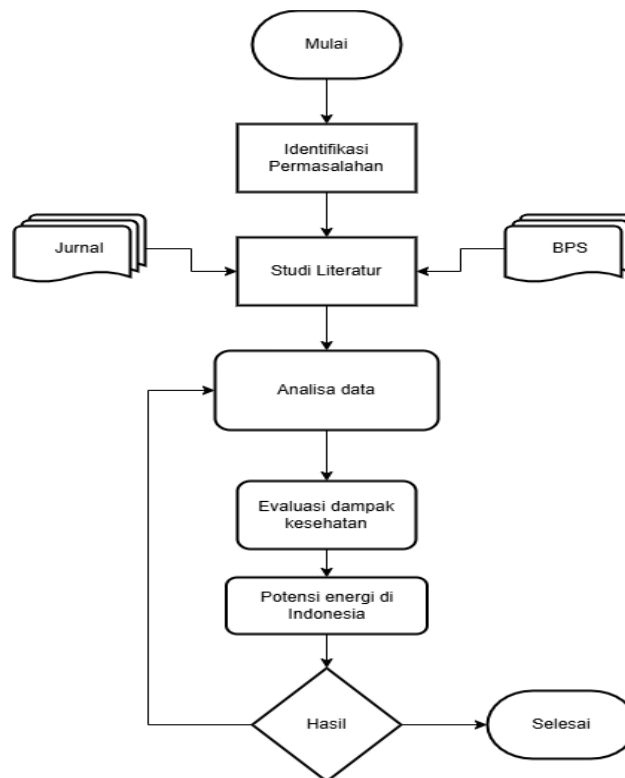 Mulai
Identifikasi
Permasalahan
Jurnal
Studi Literatur
BPS
Analisa data
Evaluasi dampak
kesehatan
Potensi energi di
Indonesia
Hasil
Selesai